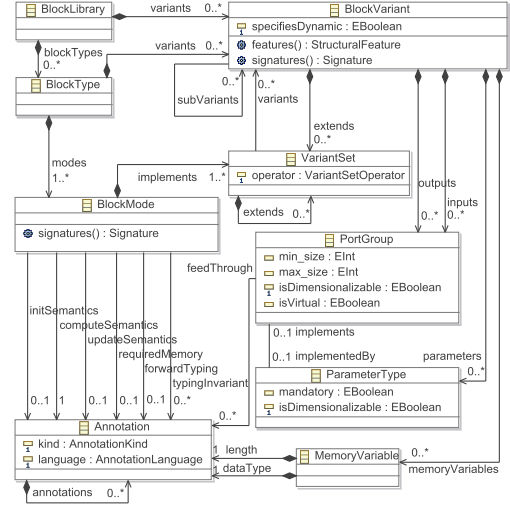 BlockLibrary
variants 0..*
BlockVariant
specifiesDynamic : EBoolean
features() : StructuralFeature
signatures() : Signature
blockTypes
0..*
variants 0..*
BlockType
subVariants
0..* 0..*
variants
extends
0..*
modes
1..*
implements 1..*
VariantSet
operator : VariantSetOperator
extends 0..*
outputs
0..*
inputs
0..*
BlockMode
signatures() : Signature
PortGroup
min_size : EInt
max_size : EInt
isDimensionalizable : EBoolean
isVirtual : EBoolean
feedThrough
initSemantics
computeSemantics
updateSemantics
requiredMemory
forwardTyping
typingInvariant
0..1 implements
0..1 implementedBy
parameters
0..*
ParameterType
mandatory : EBoolean
isDimensionalizable : EBoolean
0..1 1 0..1 0..1 0..1 0..*
0..*
Annotation
kind : AnnotationKind
language : AnnotationLanguage
1 length
1 dataType
MemoryVariable
0..*
memoryVariables
annotations 0..*